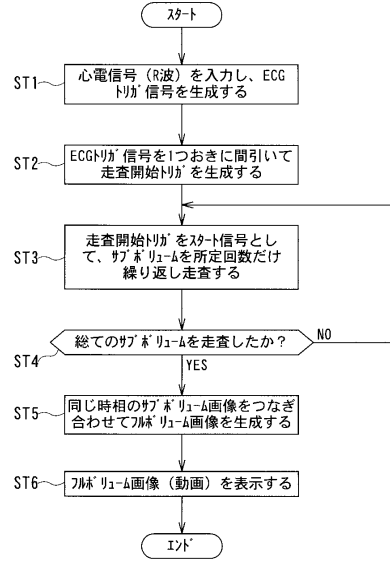 ｽﾀｰﾄ
ST1
心電信号（R波）を入力し、ECG
ﾄﾘｶﾞ信号を生成する
ST2
ECGﾄﾘｶﾞ信号を1つおきに間引いて
走査開始ﾄﾘｶﾞを生成する
ST3
走査開始ﾄﾘｶﾞをｽﾀｰﾄ信号とし
て、ｻﾌﾞﾎﾞﾘｭｰﾑを所定回数だけ
繰り返し走査する
ST4
総てのｻﾌﾞﾎﾞﾘｭｰﾑを走査したか？
NO
YES
ST5
同じ時相のｻﾌﾞﾎﾞﾘｭｰﾑ画像をつなぎ
合わせてﾌﾙﾎﾞﾘｭｰﾑ画像を生成する
ST6
ﾌﾙﾎﾞﾘｭｰﾑ画像（動画）を表示する
ｴﾝﾄﾞ